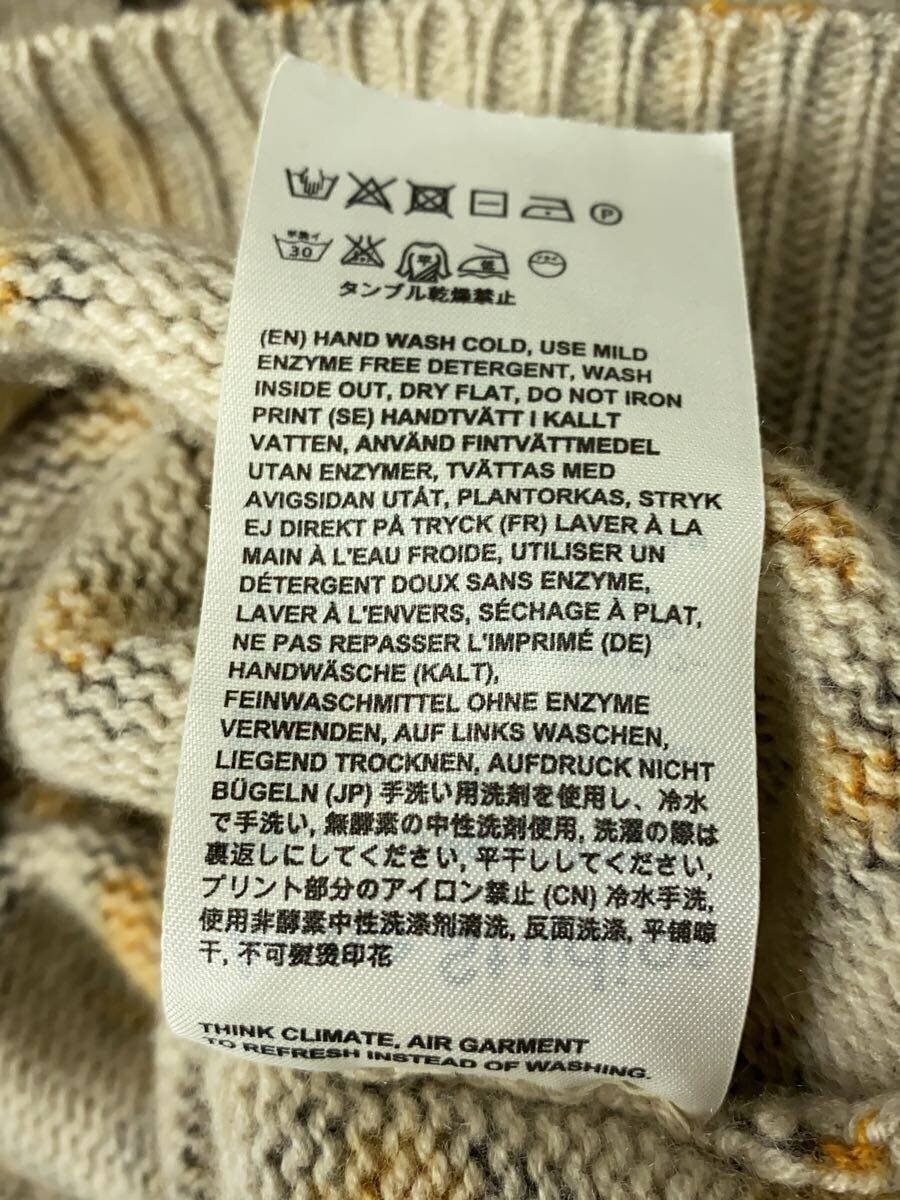 P
手洗イ
30
平
低
ドライ
タンブル乾燥禁止
(EN) HAND WASH COLD, USE MILD
ENZYME FREE DETERGENT, WASH
INSIDE OUT, DRY FLAT, DO NOT IRON
PRINT (SE) HANDTVÄTT I KALLT
VATTEN, ANVÄND FINTVÄTTMEDEL
UTAN ENZYMER, TVÄTTAS MED
AVIGSIDAN UTÅT, PLANTORKAS, STRYK
EJ DIREKT PÅ TRYCK (FR) LAVER À LA
MAIN À L'EAU FROIDE, UTILISER UN
DÉTERGENT DOUX SANS ENZYME,
LAVER À L'ENVERS, SÉCHAGE À PLAT,
NE PAS REPASSER L'IMPRIMÉ (DE)
HANDWÄSCHE (KALT),
FEINWASCHMITTEL OHNE ENZYME
VERWENDEN, AUF LINKS WASCHEN,
LIEGEND TROCKNEN, AUFDRUCK NICHT
BÜGELN (JP) 手洗い用洗剤を使用し、冷水
で手洗い, 無酵素の中性洗剤使用, 洗濯の際は
裏返しにしてください, 平干ししてください,
プリント部分のアイロン禁止 (CN) 冷水手洗,
使用非酵素中性洗涤剂清洗, 反面洗涤, 平铺晾
干, 不可熨烫印花
THINK CLIMATE, AIR GARMENT
TO REFRESH INSTEAD OF WASHING.